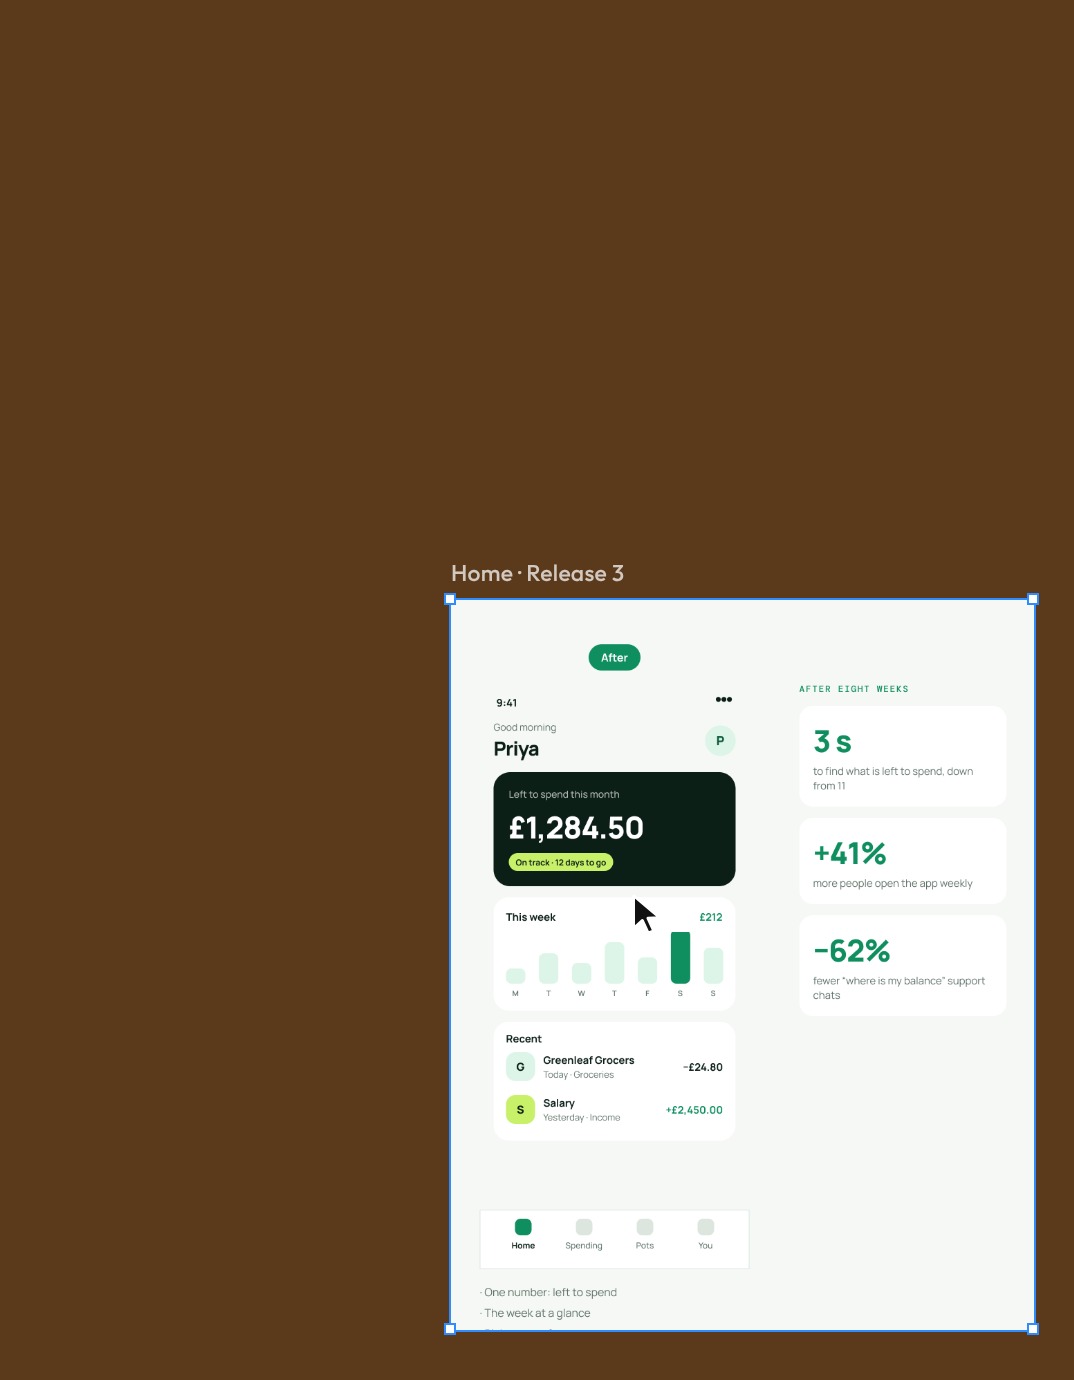 Home · Release 3
After
9:41
Good morning
Priya
P
Left to spend this month
£1,284.50
On track · 12 days to go
This week
£212
M T W T F S S
Recent
G
Greenleaf Grocers
Today · Groceries
−£24.80
S
Salary
Yesterday · Income
+£2,450.00
Home Spending Pots You
· One number: left to spend
· The week at a glance
AFTER EIGHT WEEKS
3 s
to find what is left to spend, down
from 11
+41%
more people open the app weekly
−62%
fewer “where is my balance” support
chats